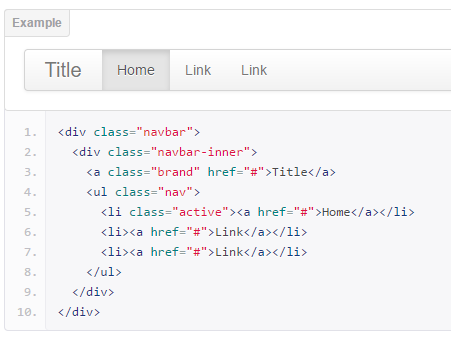 Example
Title Home Link Link
1. <div class="navbar">
2. <div class="navbar-inner">
3. <a class="brand" href="#">Title</a>
4. <ul class="nav">
5. <li class="active"><a href="#">Home</a></li>
6. <li><a href="#">Link</a></li>
7. <li><a href="#">Link</a></li>
8. </ul>
9. </div>
10. </div>